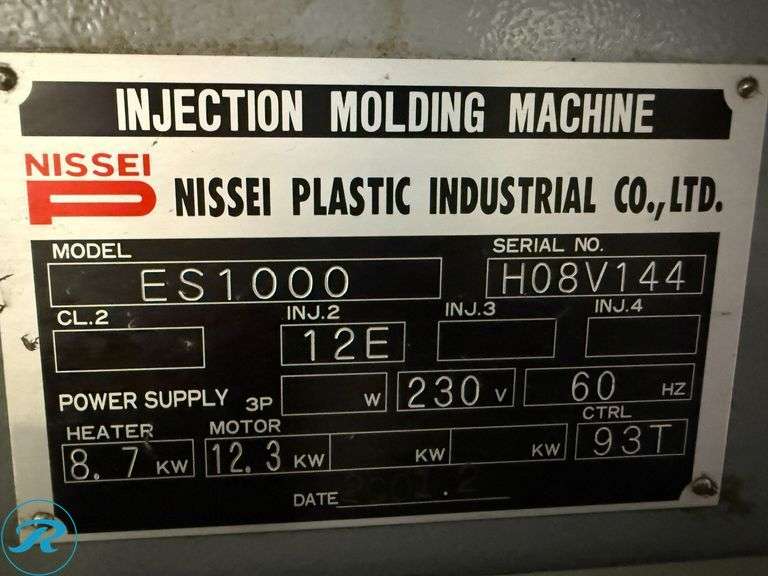 INJECTION MOLDING MACHINE
NISSEI
NISSEI PLASTIC INDUSTRIAL CO., LTD.
MODEL SERIAL NO.
ES1000 H08V144
CL.2 INJ.2 INJ.3 INJ.4
12E
POWER SUPPLY 3P W 230 V 60 HZ
HEATER MOTOR CTRL
8.7 KW 12.3 KW KW KW 93T
DATE 2001.2